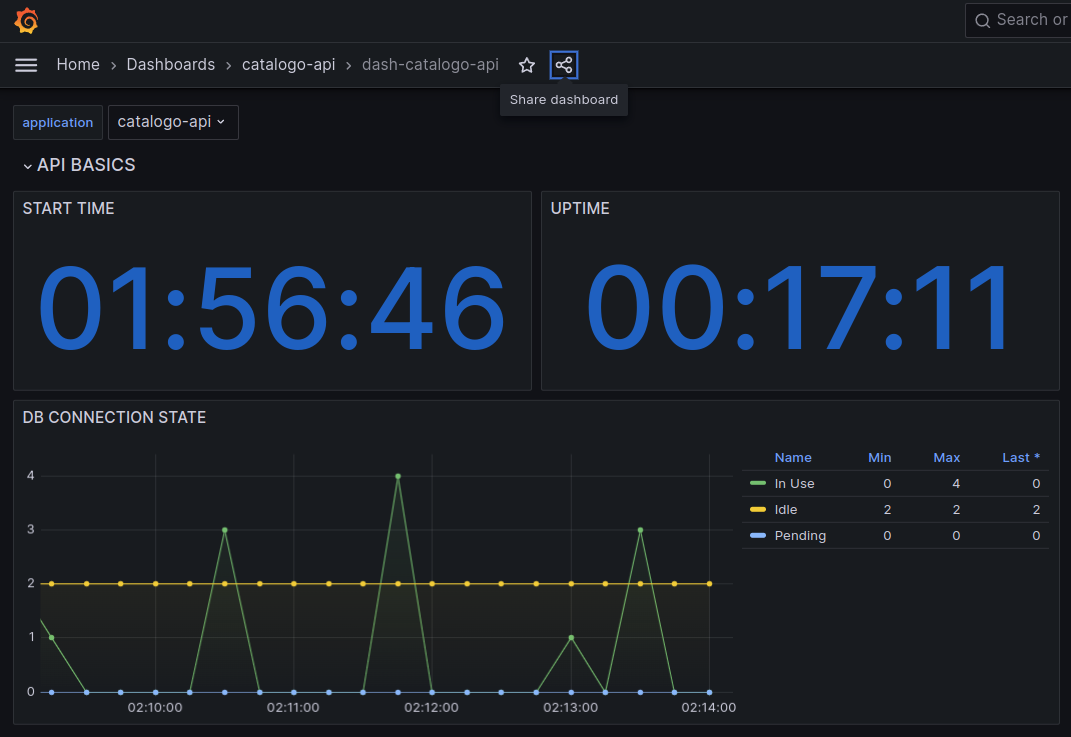 Search or
Home › Dashboards › catalogo-api › dash-catalogo-api
Share dashboard
application catalogo-api
API BASICS
START TIME
01:56:46
UPTIME
00:17:11
DB CONNECTION STATE
4
3
2
1
0
02:10:00 02:11:00 02:12:00 02:13:00 02:14:00
Name Min Max Last *
In Use 0 4 0
Idle 2 2 2
Pending 0 0 0